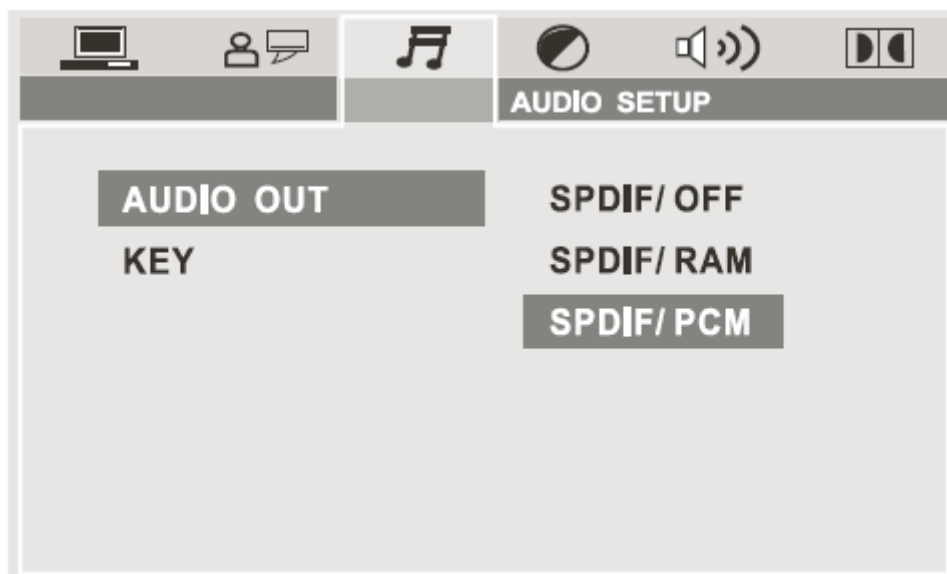 AUDIO SETUP
AUDIO OUT
SPDIF/ OFF
KEY
SPDIF/ RAM
SPDIF/ PCM